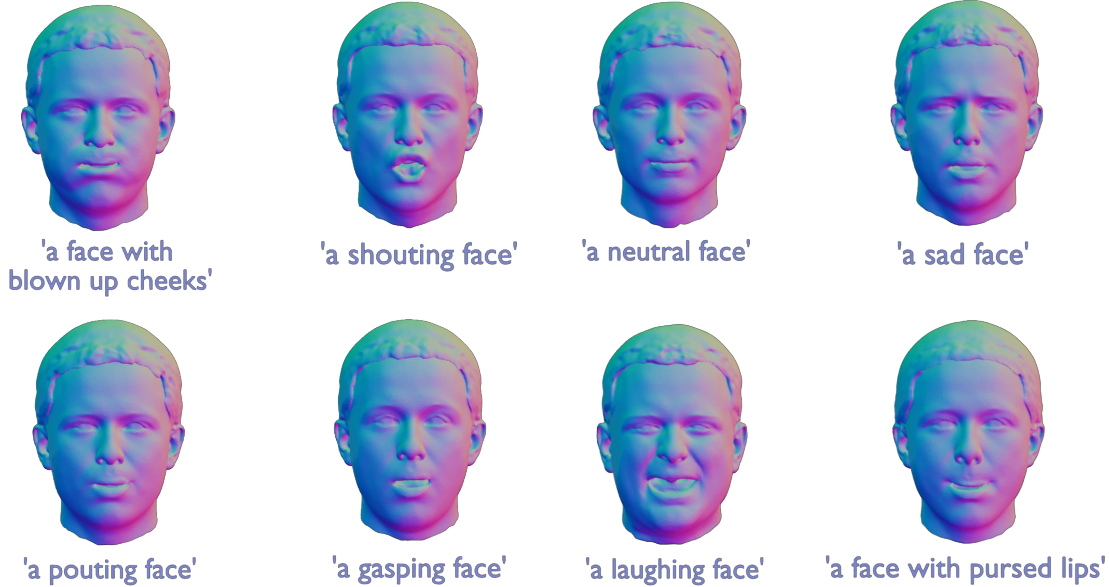 'a face with
blown up cheeks'
'a shouting face'
'a neutral face'
'a sad face'
'a pouting face'
'a gasping face'
'a laughing face'
'a face with pursed lips'